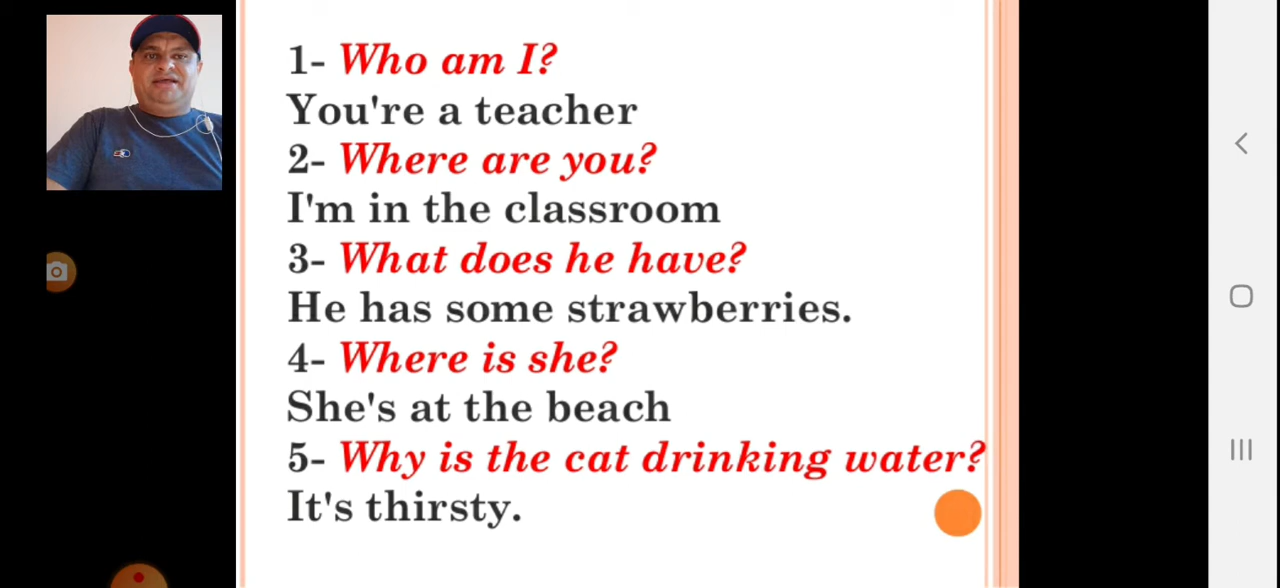 1- Who am I?
You're a teacher
2- Where are you?
I'm in the classroom
3- What does he have?
He has some strawberries.
4- Where is she?
She's at the beach
5- Why is the cat drinking water?
It's thirsty.